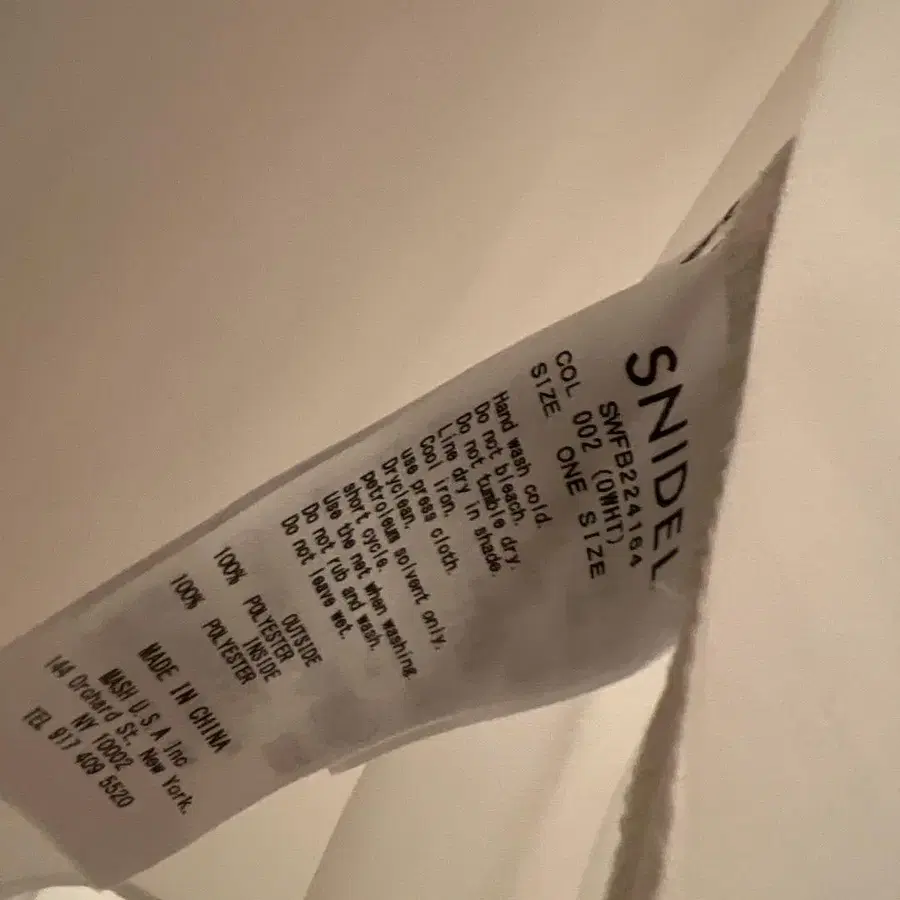 SNIDEL
SWFB224164
COL 002 (OWHT)
SIZE ONE SIZE
Hand wash cold.
Do not bleach.
Do not tumble dry.
Line dry in shade.
Cool iron.
use press cloth.
Dryclean.
petroleum solvent only.
short cycle.
Use the net when washing.
Do not rub and wash.
Do not leave wet.
OUTSIDE
100% POLYESTER
INSIDE
100% POLYESTER
MADE IN CHINA
MASH U.S.A Inc
144 Orchard St, New York.
NY 10002
TEL 917 409 5520